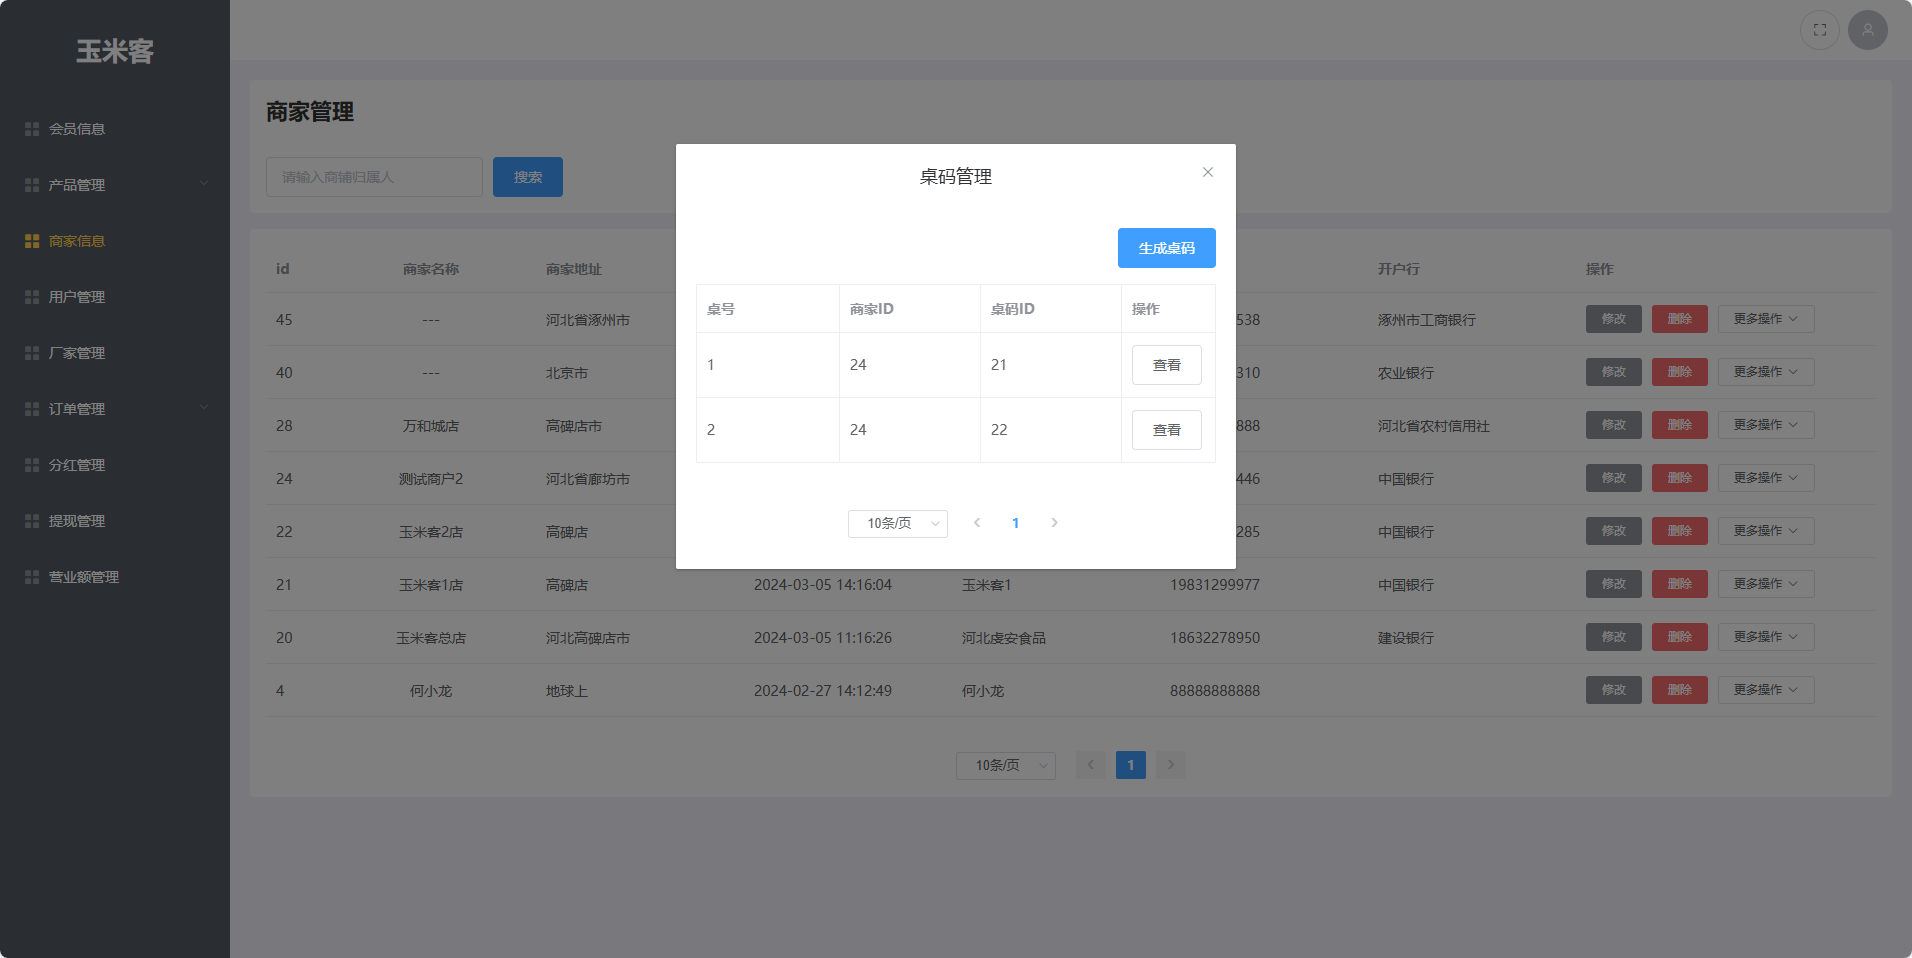 玉米客
会员信息
产品管理
商家信息
用户管理
厂家管理
订单管理
分红管理
提现管理
营业额管理
商家管理
请输入商铺归属人 搜索
id 商家名称 商家地址 开户行 操作
45 --- 河北省涿州市 538 涿州市工商银行 修改 删除 更多操作
40 --- 北京市 310 农业银行 修改 删除 更多操作
28 万和城店 高碑店市 888 河北省农村信用社 修改 删除 更多操作
24 测试商户2 河北省廊坊市 446 中国银行 修改 删除 更多操作
22 玉米客2店 高碑店 285 中国银行 修改 删除 更多操作
21 玉米客1店 高碑店 2024-03-05 14:16:04 玉米客1 19831299977 中国银行 修改 删除 更多操作
20 玉米客总店 河北高碑店市 2024-03-05 11:16:26 河北虔安食品 18632278950 建设银行 修改 删除 更多操作
4 何小龙 地球上 2024-02-27 14:12:49 何小龙 88888888888 修改 删除 更多操作
10条/页 1
桌码管理
生成桌码
桌号 商家ID 桌码ID 操作
1 24 21 查看
2 24 22 查看
10条/页 1